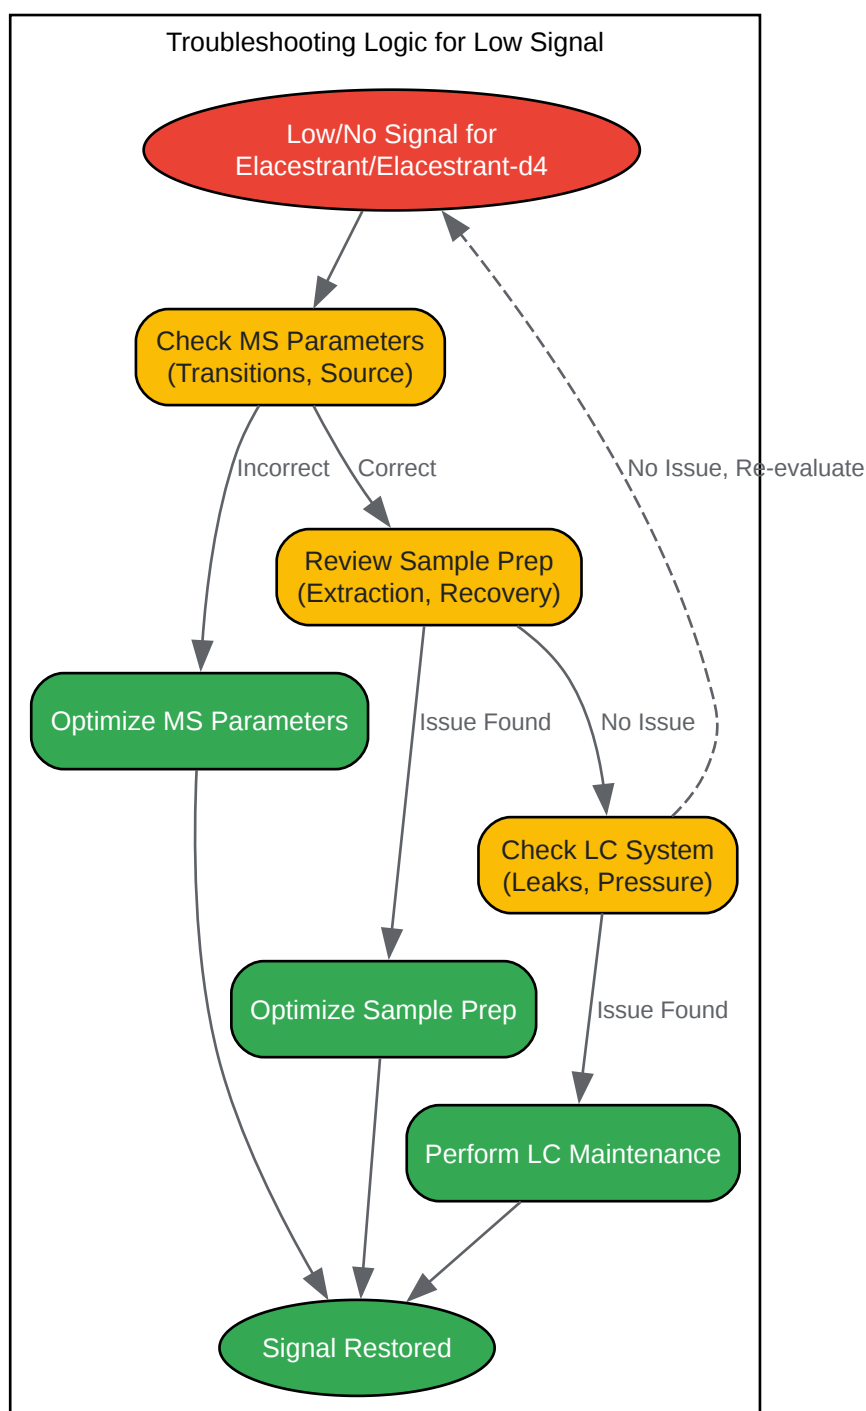 Troubleshooting Logic for Low Signal
Low/No Signal for
Elacestrant/Elacestrant-d4
Check MS Parameters
(Transitions, Source)
Incorrect
Correct
No Issue, Re-evaluate
Review Sample Prep
(Extraction, Recovery)
Optimize MS Parameters
Issue Found
No Issue
Check LC System
(Leaks, Pressure)
Optimize Sample Prep
Issue Found
Perform LC Maintenance
Signal Restored